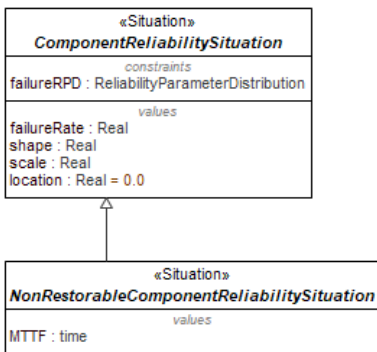 «Situation»
ComponentReliabilitySituation
constraints
failureRPD : ReliabilityParameterDistribution
values
failureRate : Real
shape : Real
scale : Real
location : Real = 0.0
«Situation»
NonRestorableComponentReliabilitySituation
values
MTTF : time